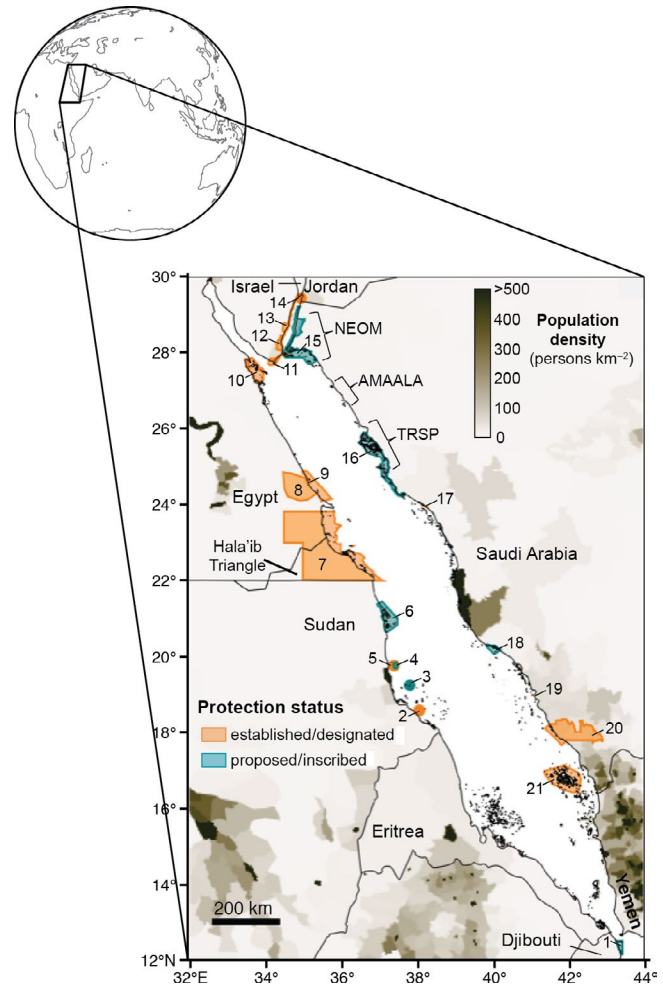 30°
28°
26°
24°
22°
20°
18°
16°
14°
12°N
32°E
34°
36°
38°
40°
42°
44°
Israel
Jordan
14
13
12
11
10
15
NEOM
AMAALA
TRSP
16
>500
400
300
200
100
0
Population
density
(persons km⁻²)
9
8
Egypt
17
Hala'ib
Triangle
7
Saudi Arabia
6
Sudan
18
5
4
3
2
19
20
21
Protection status
established/designated
proposed/inscribed
Eritrea
200 km
Yemen
Djibouti
1